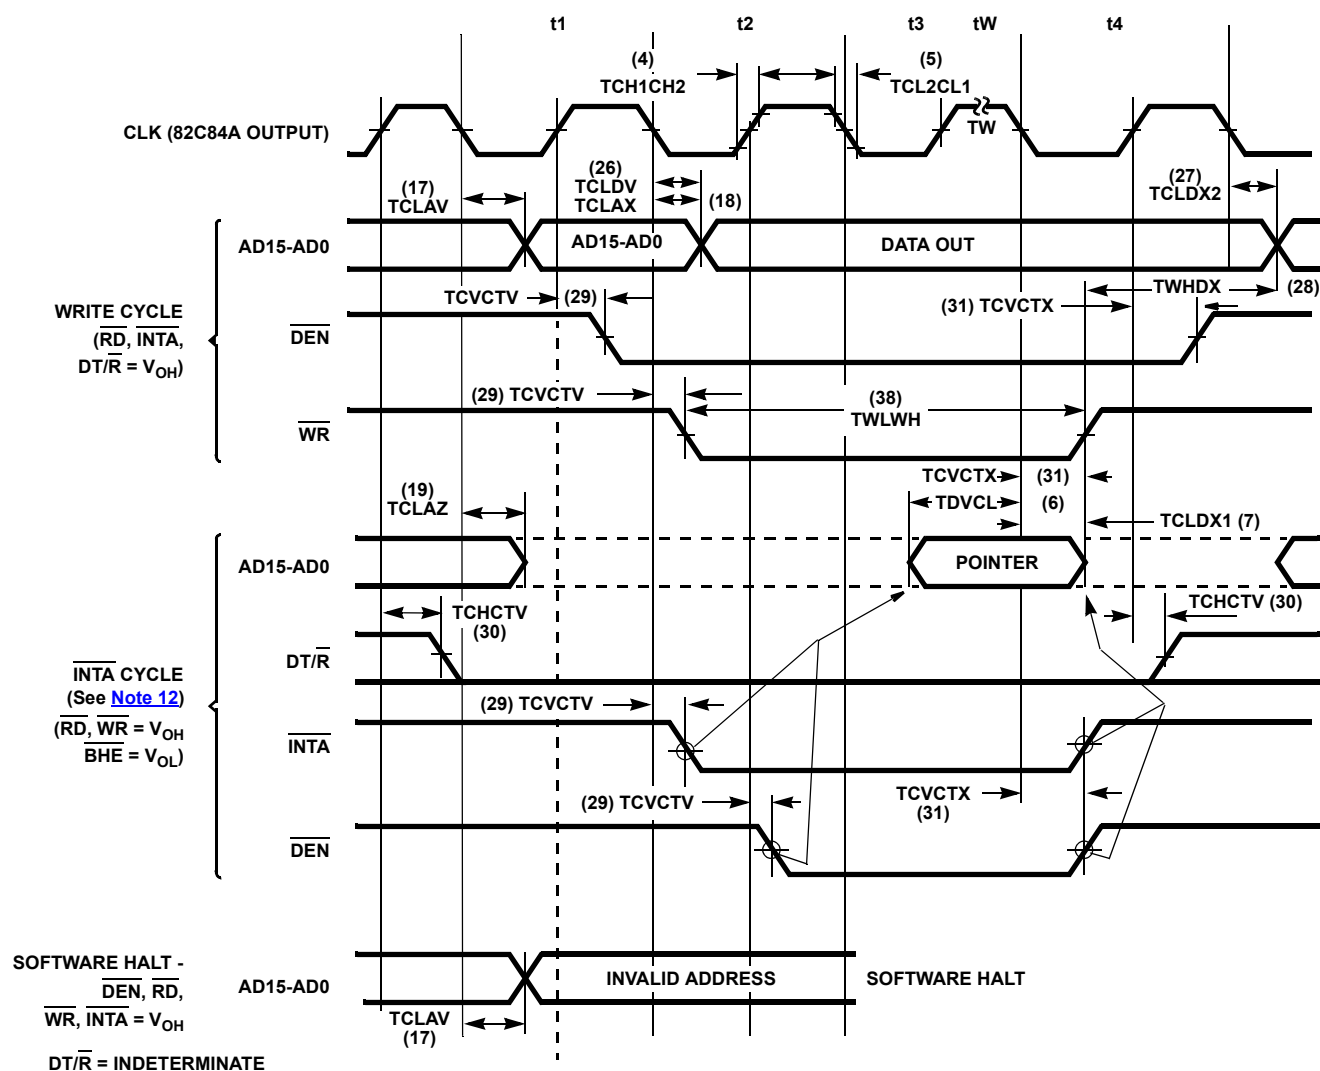 t1 t2 t3 tW t4
(4)
TCH1CH2
(5)
TCL2CL1
CLK (82C84A OUTPUT)
TW
(17)
TCLAV
(26)
TCLDV
TCLAX
(18)
(27)
TCLDX2
AD15-AD0
AD15-AD0
DATA OUT
WRITE CYCLE
(RD, INTA,
DT/R = VOH)
TCVCTV
(29)
(31) TCVCTX
TWHDX
(28)
DEN
(29) TCVCTV
(38)
TWLWH
WR
TCVCTX
(31)
(19)
TCLAZ
TDVCL
(6)
TCLDX1 (7)
AD15-AD0
POINTER
TCHCTV
(30)
TCHCTV (30)
DT/R
INTA CYCLE
(See Note 12)
(RD, WR = VOH
BHE = VOL)
(29) TCVCTV
INTA
(29) TCVCTV
TCVCTX
(31)
DEN
SOFTWARE HALT -
DEN, RD,
WR, INTA = VOH
DT/R = INDETERMINATE
AD15-AD0
INVALID ADDRESS
SOFTWARE HALT
TCLAV
(17)